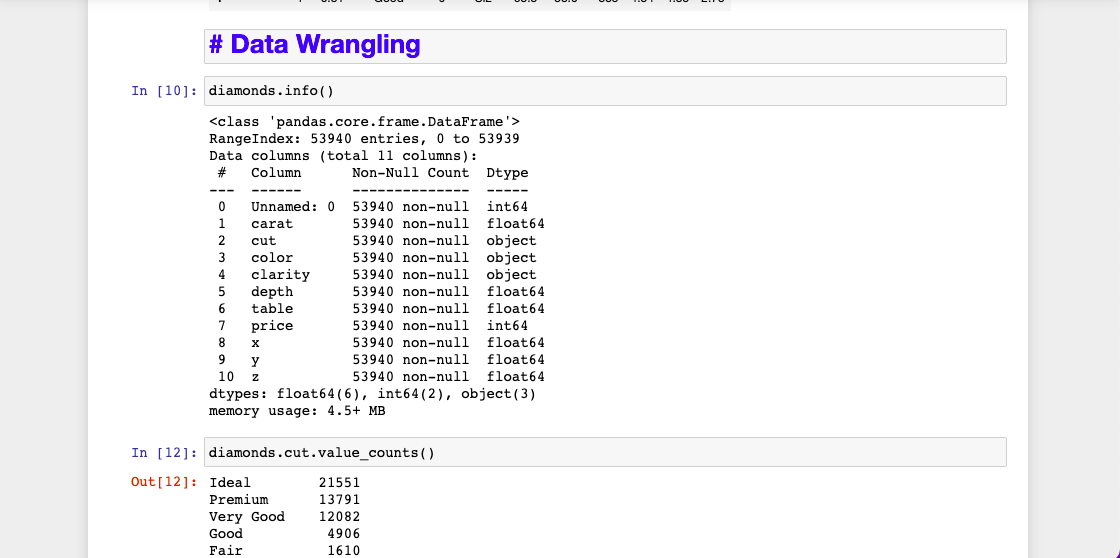 # Data Wrangling
In [10]: diamonds.info()
<class 'pandas.core.frame.DataFrame'>
RangeIndex: 53940 entries, 0 to 53939
Data columns (total 11 columns):
 #   Column      Non-Null Count  Dtype
---  ------      --------------  -----
 0   Unnamed: 0  53940 non-null  int64
 1   carat       53940 non-null  float64
 2   cut         53940 non-null  object
 3   color       53940 non-null  object
 4   clarity     53940 non-null  object
 5   depth       53940 non-null  float64
 6   table       53940 non-null  float64
 7   price       53940 non-null  int64
 8   x           53940 non-null  float64
 9   y           53940 non-null  float64
 10  z           53940 non-null  float64
dtypes: float64(6), int64(2), object(3)
memory usage: 4.5+ MB
In [12]: diamonds.cut.value_counts()
Out[12]: Ideal        21551
Premium      13791
Very Good    12082
Good          4906
Fair          1610